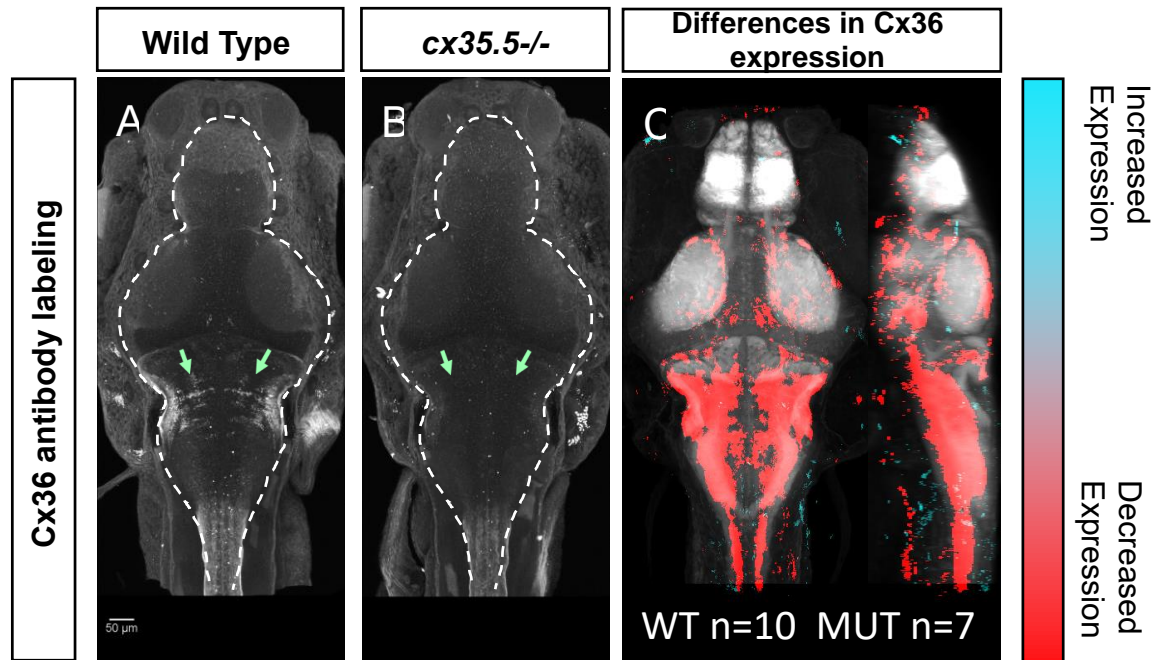 Wild Type
cx35.5-/-
Differences in Cx36
expression
Cx36 antibody labeling
A
B
C
50 µm
WT n=10 MUT n=7
Increased
Expression
Decreased
Expression